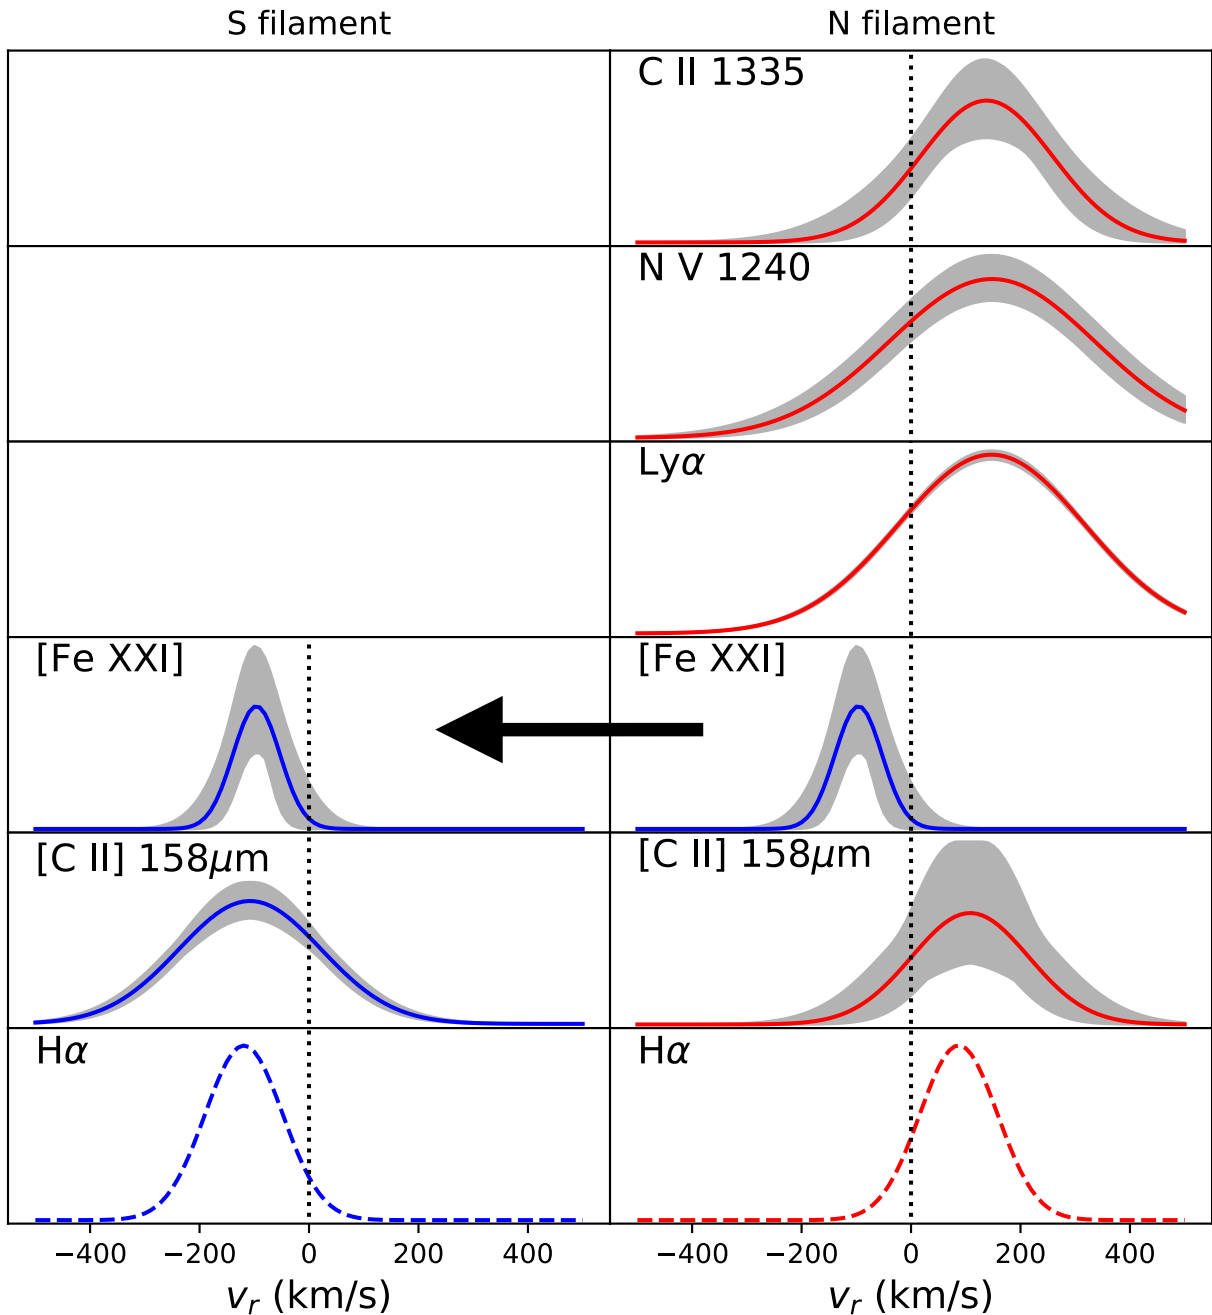 S filament
N filament
C II 1335
N V 1240
Lyα
[Fe XXI]
[Fe XXI]
[C II] 158μm
[C II] 158μm
Hα
Hα
−400 −200 0 200 400
−400 −200 0 200 400
v_r (km/s)
v_r (km/s)